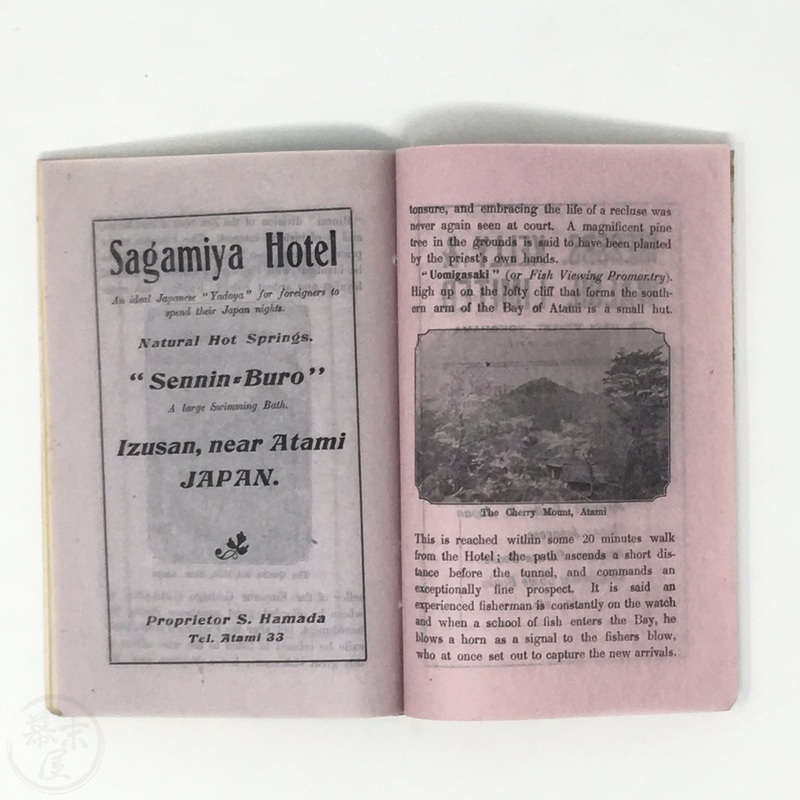 Sagamiya Hotel
An ideal Japanese "Yadoya" for foreigners to
spend their Japan nights.
Natural Hot Springs.
"Sennin=Buro"
A large Swimming Bath.
Izusan, near Atami
JAPAN.
Proprietor S. Hamada
Tel. Atami 33
tonsure, and embracing the life of a recluse was
never again seen at court. A magnificent pine
tree in the grounds is said to have been planted
by the priest's own hands.
"Uomigasaki" (or Fish Viewing Promontry).
High up on the lofty cliff that forms the south-
ern arm of the Bay of Atami is a small hut.
The Cherry Mount, Atami
This is reached within some 20 minutes walk
from the Hotel; the path ascends a short dis-
tance before the tunnel, and commands an
exceptionally fine prospect. It is said an
experienced fisherman is constantly on the watch
and when a school of fish enters the Bay, he
blows a horn as a signal to the fishers blow,
who at once set out to capture the new arrivals.
幕末
屋